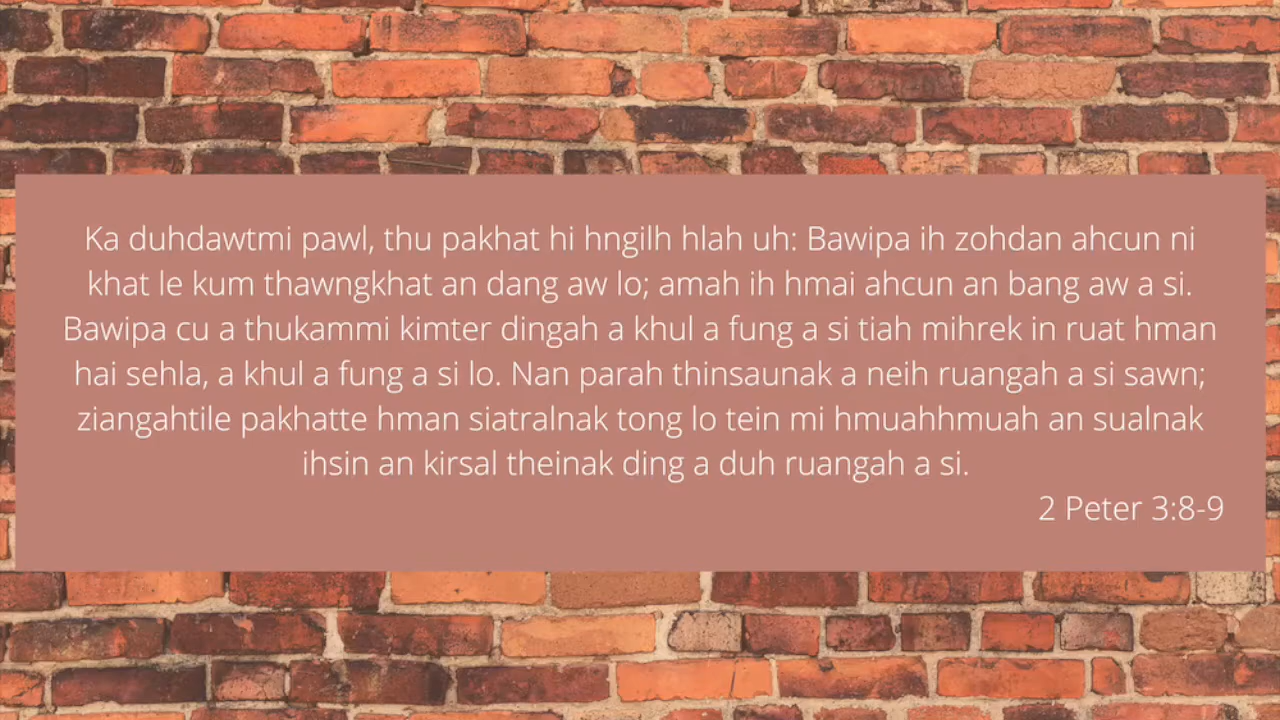 Ka duhdawtmi pawl, thu pakhat hi hngilh hlah uh: Bawipa ih zohdan ahcun ni
khat le kum thawngkhat an dang aw lo; amah ih hmai ahcun an bang aw a si.
Bawipa cu a thukammi kimter dingah a khul a fung a si tiah mihrek in ruat hman
hai sehla, a khul a fung a si lo. Nan parah thinsaunak a neih ruangah a si sawn;
ziangahtile pakhatte hman siatralnak tong lo tein mi hmuahhmuah an sualnak
ihsin an kirsal theinak ding a duh ruangah a si.
2 Peter 3:8-9